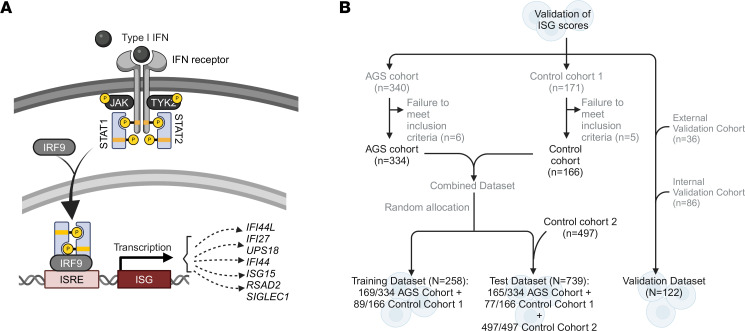 A
Type I IFN
IFN receptor
P
P
JAK
TYK2
STAT1
P
P
P
P
STAT2
IRF9
P
P
IRF9
ISRE
Transcription
ISG
IFI44L
IFI27
UPS18
IFI44
ISG15
RSAD2
SIGLEC1
B
Validation of
ISG scores
AGS cohort
(n=340)
Control cohort 1
(n=171)
Failure to
meet
inclusion
criteria (n=6)
Failure to
meet
inclusion
criteria (n=5)
External
Validation Cohort
(n=36)
AGS cohort
(n=334)
Control
cohort
(n=166)
Combined Dataset
Internal
Validation Cohort
(n=86)
Random allocation
Control cohort 2
(n=497)
Training Dataset (N=258):
169/334 AGS Cohort +
89/166 Control Cohort 1
Test Dataset (N=739):
165/334 AGS Cohort +
77/166 Control Cohort 1
+
497/497 Control Cohort 2
Validation Dataset
(N=122)